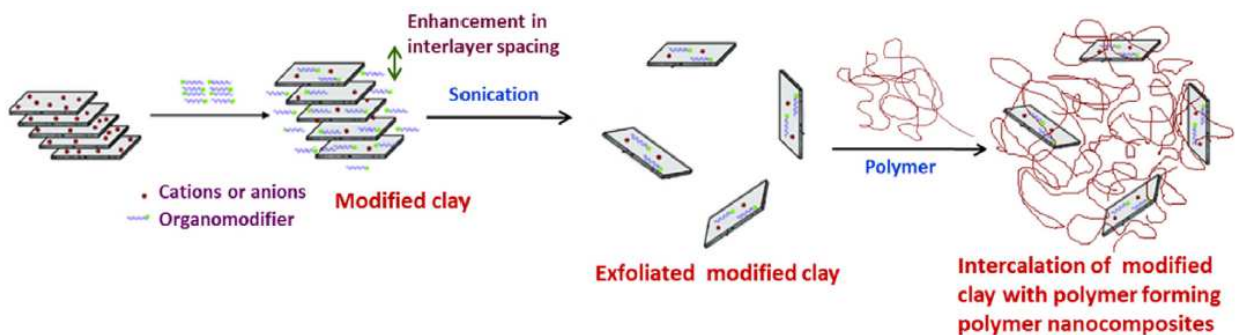 Enhancement in
interlayer spacing
Sonication
Cations or anions
Organomodifier
Modified clay
Exfoliated modified clay
Polymer
Intercalation of modified
clay with polymer forming
polymer nanocomposites